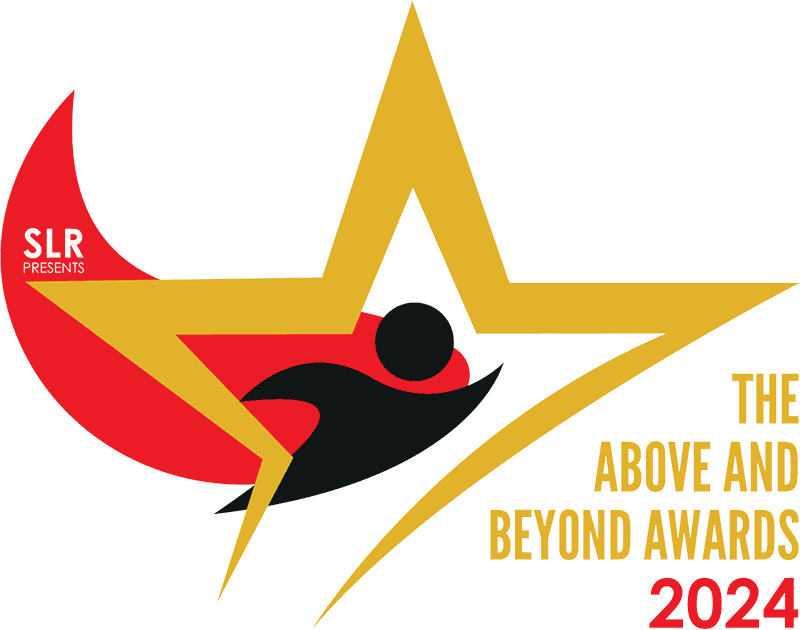 SLR
PRESENTS
THE
ABOVE AND
BEYOND AWARDS
2024